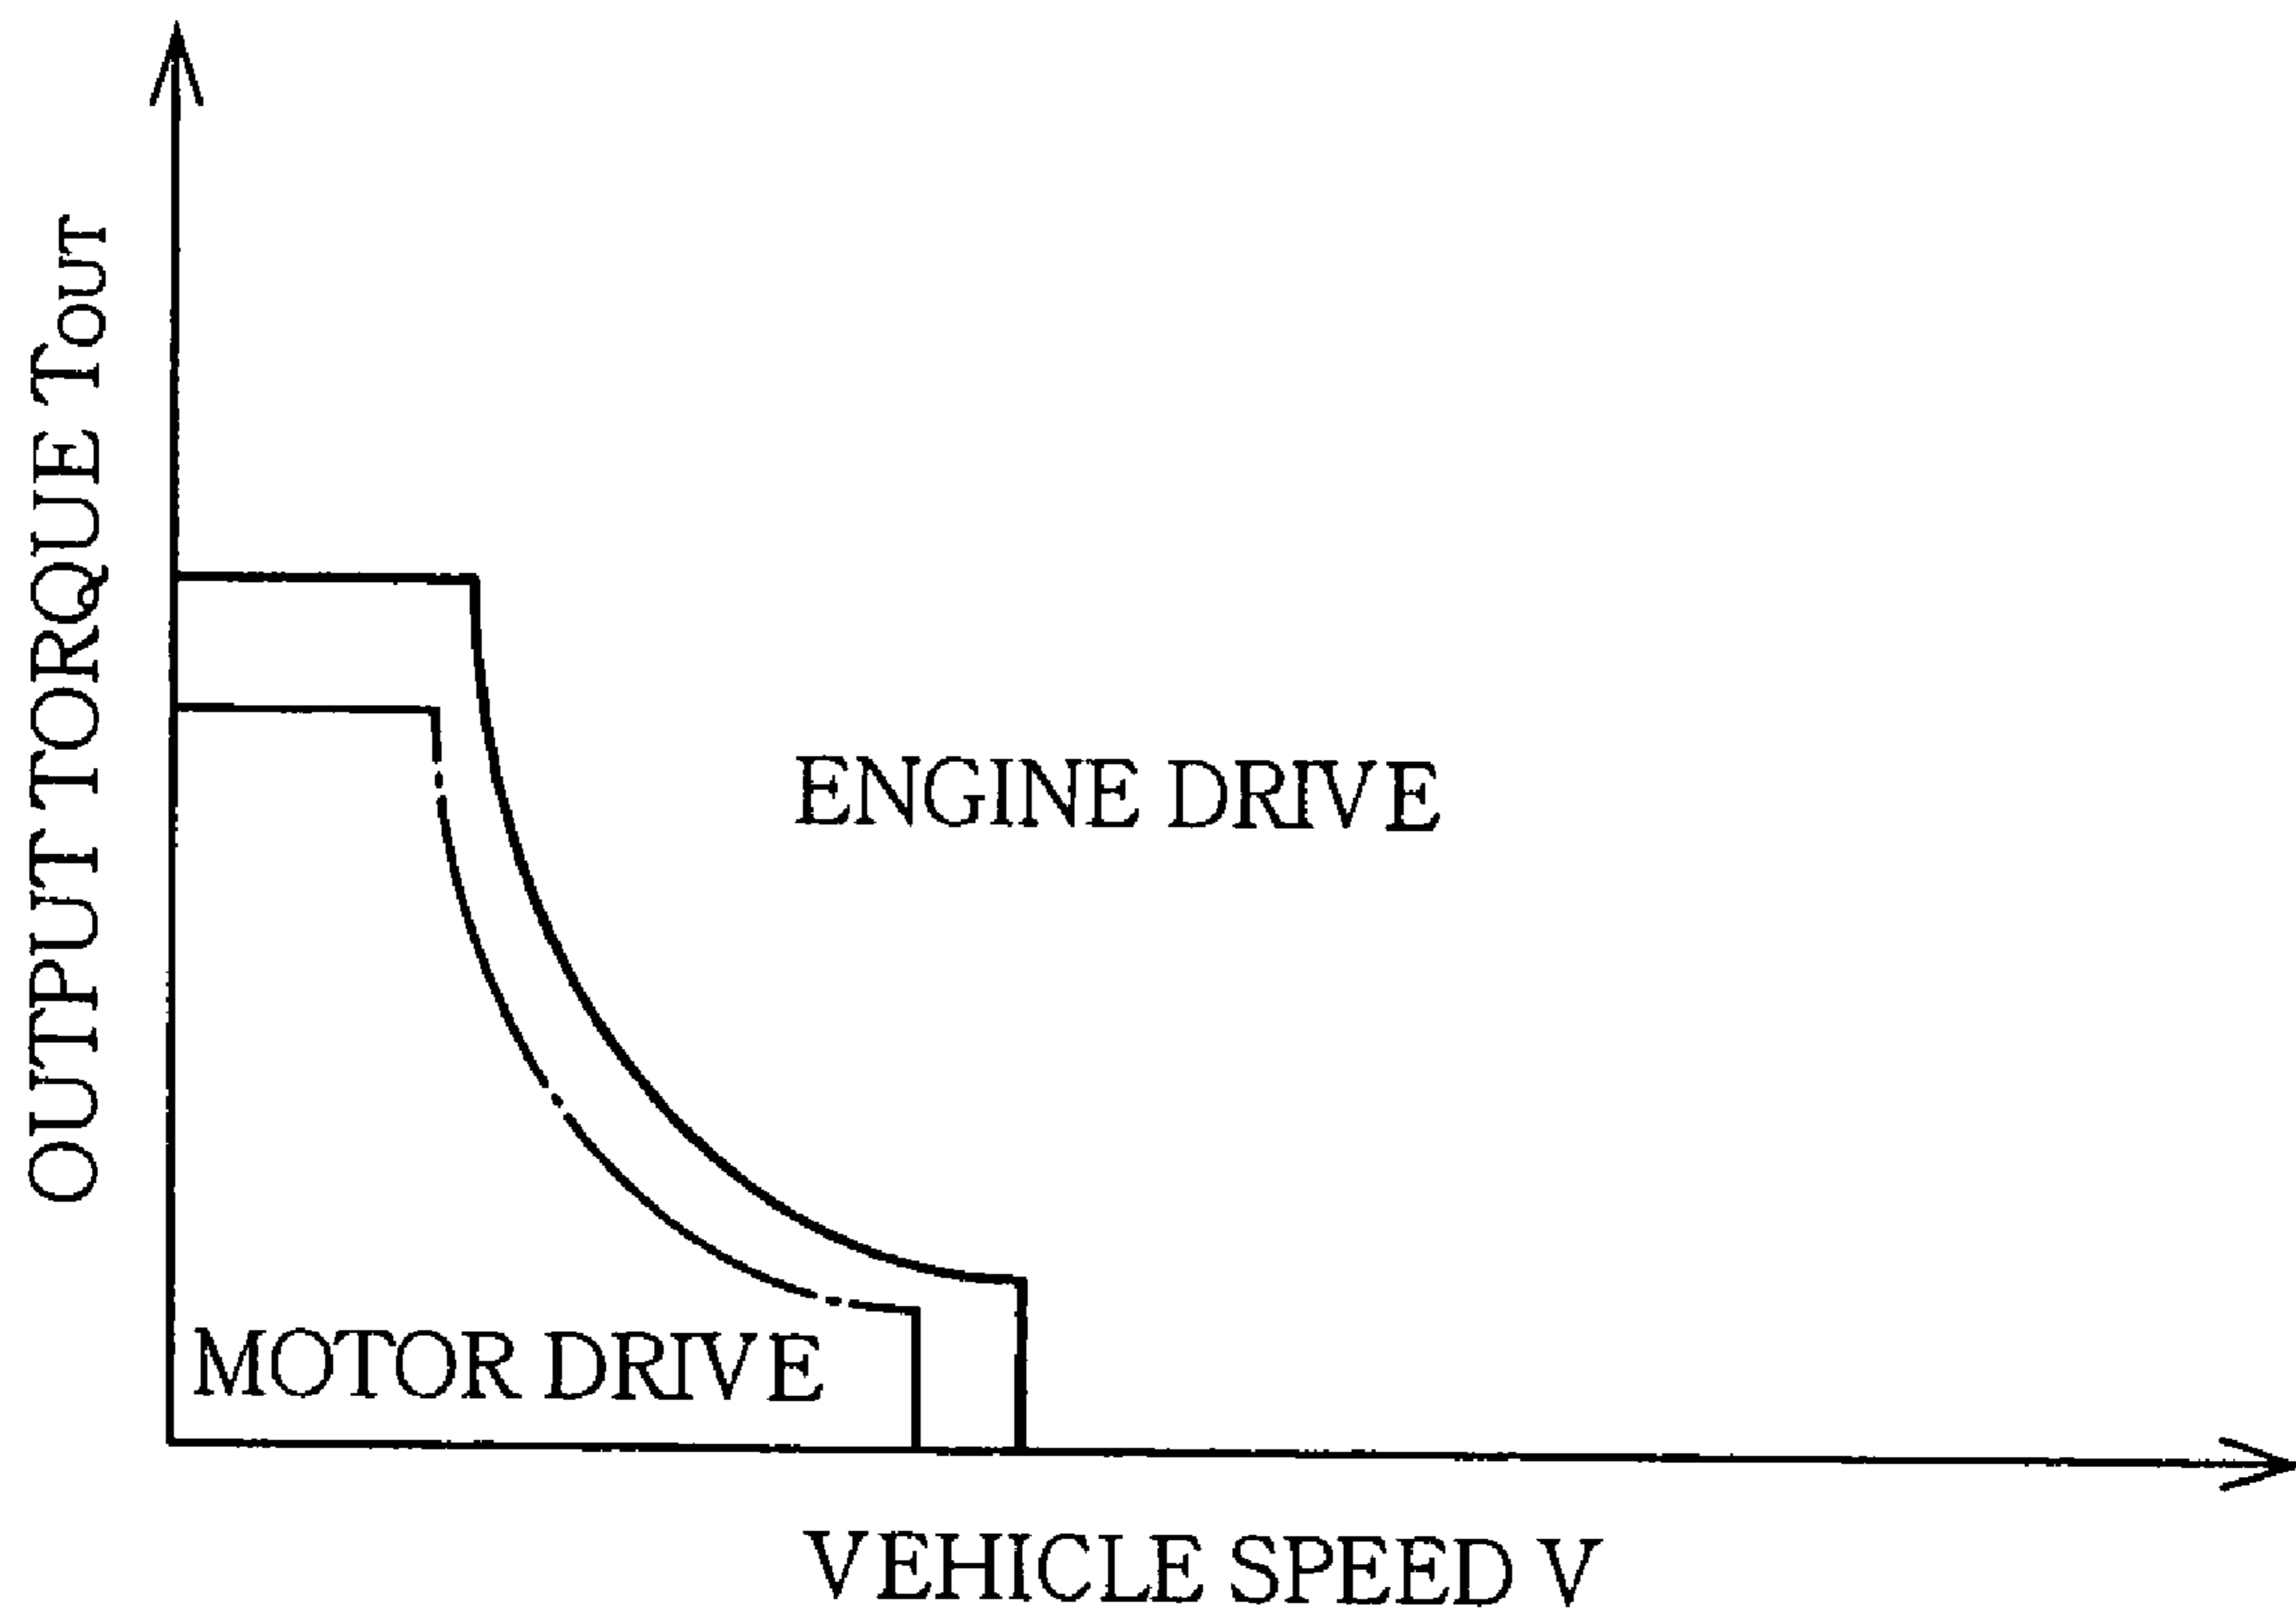 OUTPUT TORQUE TOUT
ENGINE DRIVE
MOTOR DRIVE
VEHICLE SPEED V